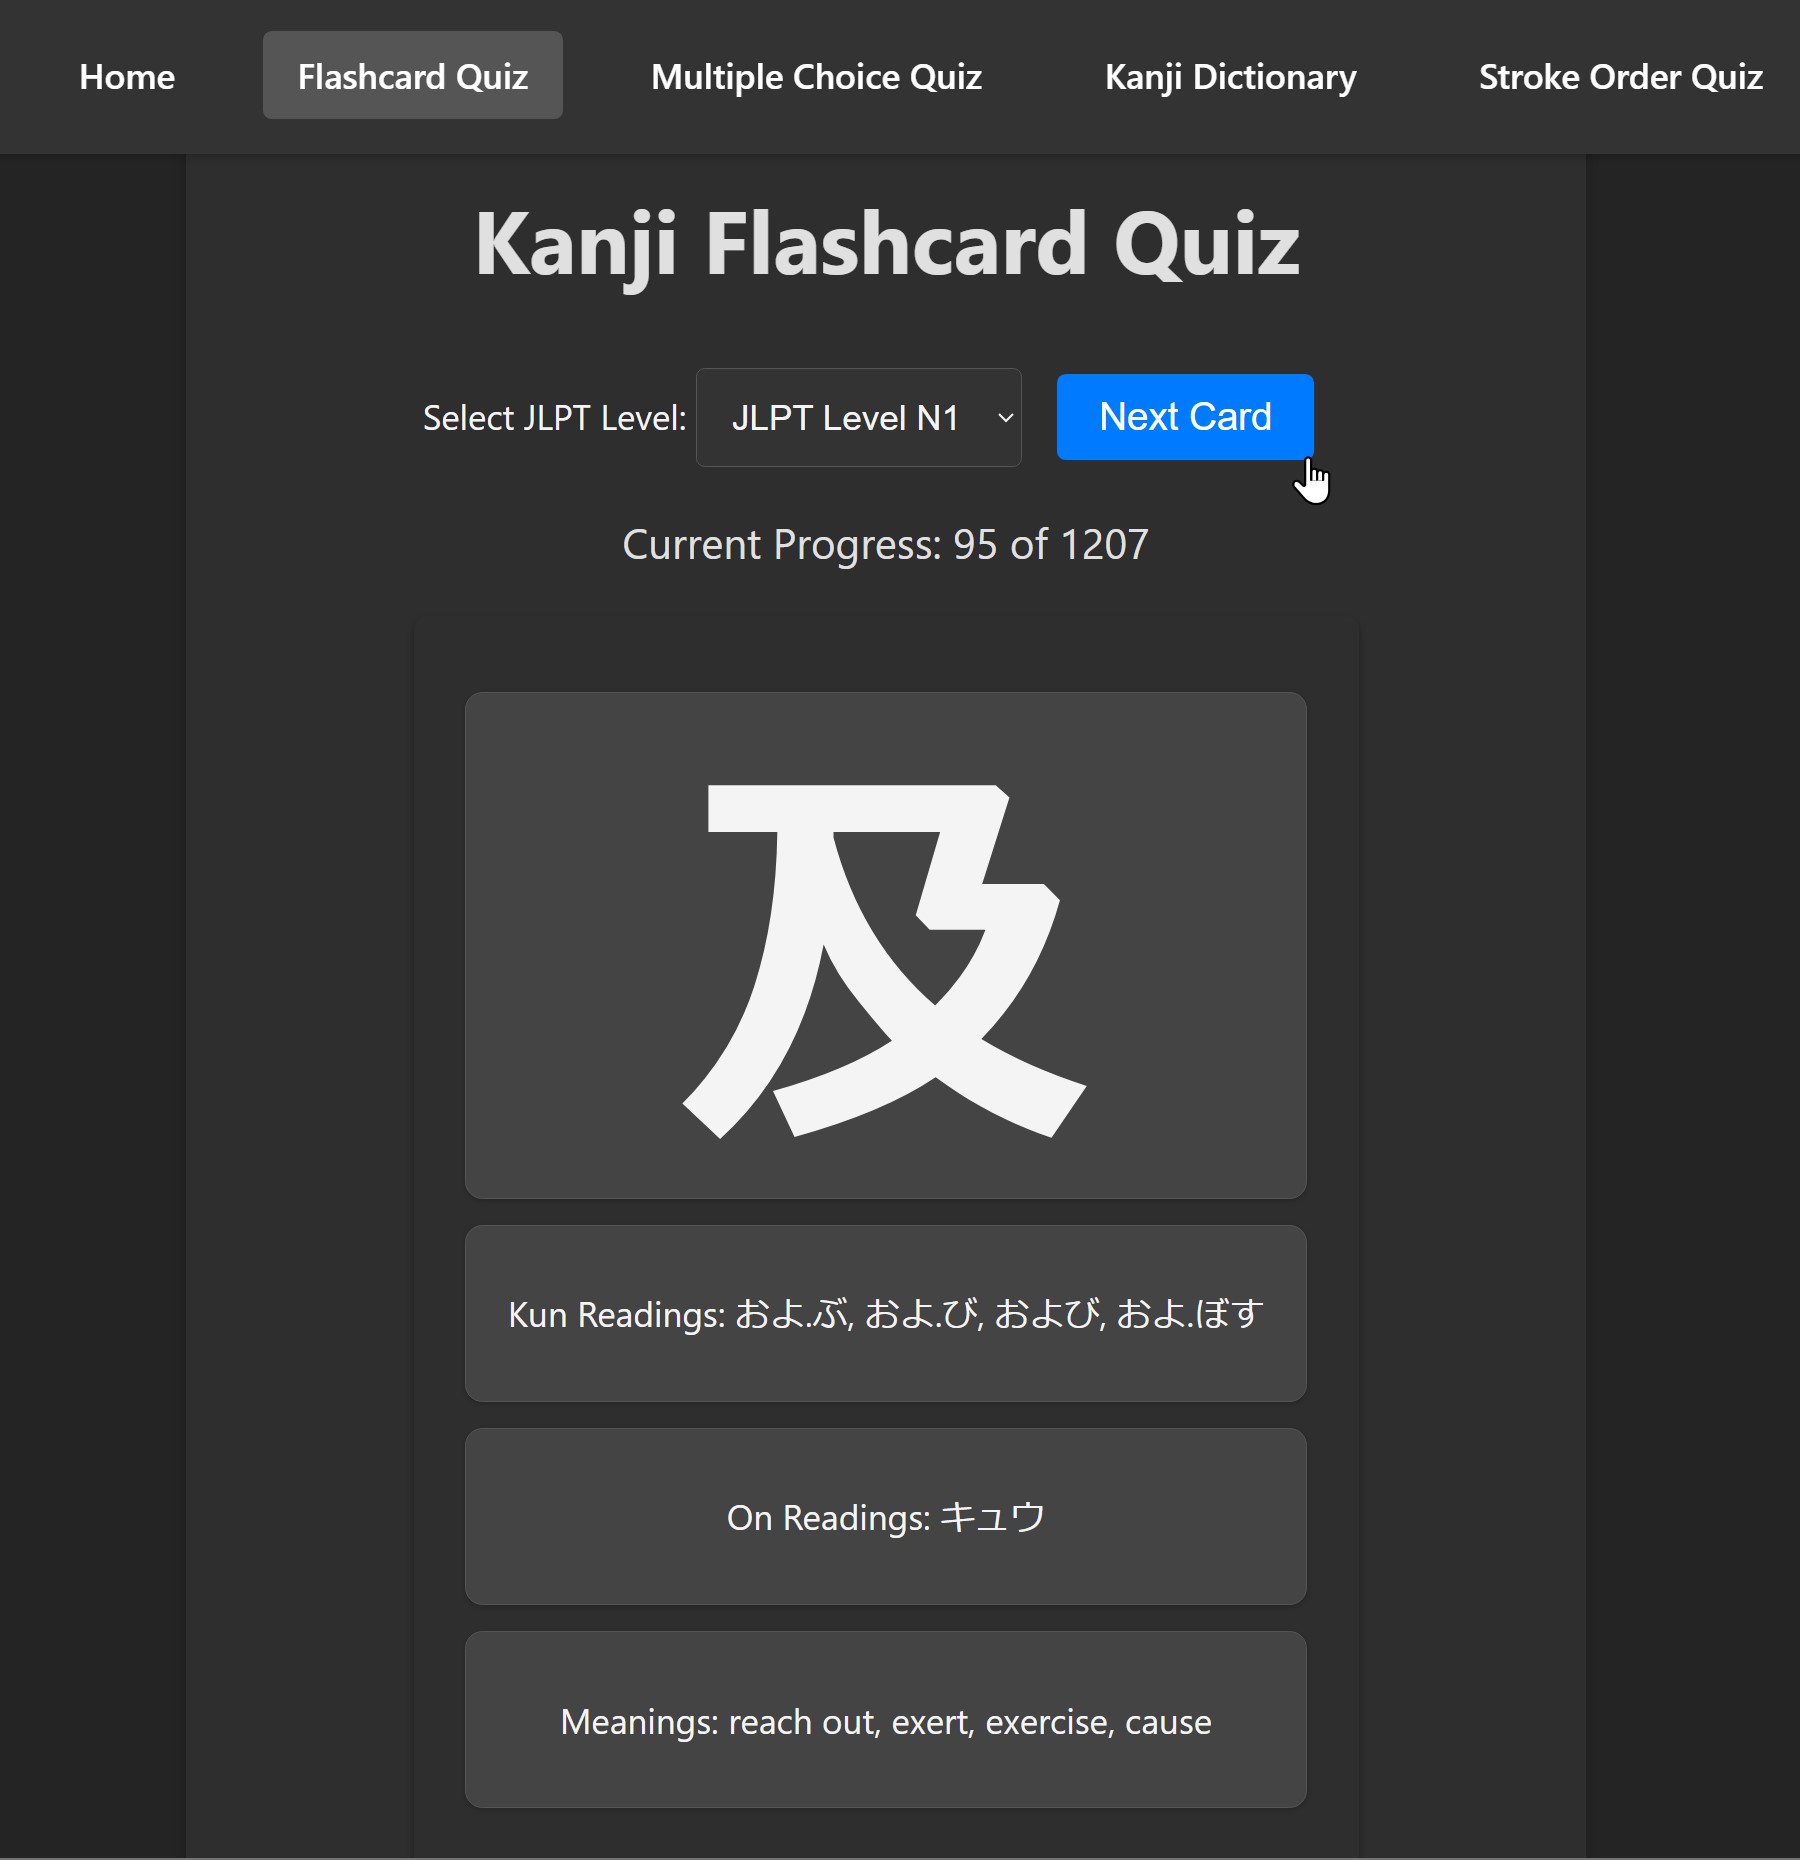 Home Flashcard Quiz Multiple Choice Quiz Kanji Dictionary Stroke Order Quiz
Kanji Flashcard Quiz
Select JLPT Level: JLPT Level N1 Next Card
Current Progress: 95 of 1207
及
Kun Readings: およ.ぶ, およ.び, および, およ.ぼす
On Readings: キュウ
Meanings: reach out, exert, exercise, cause